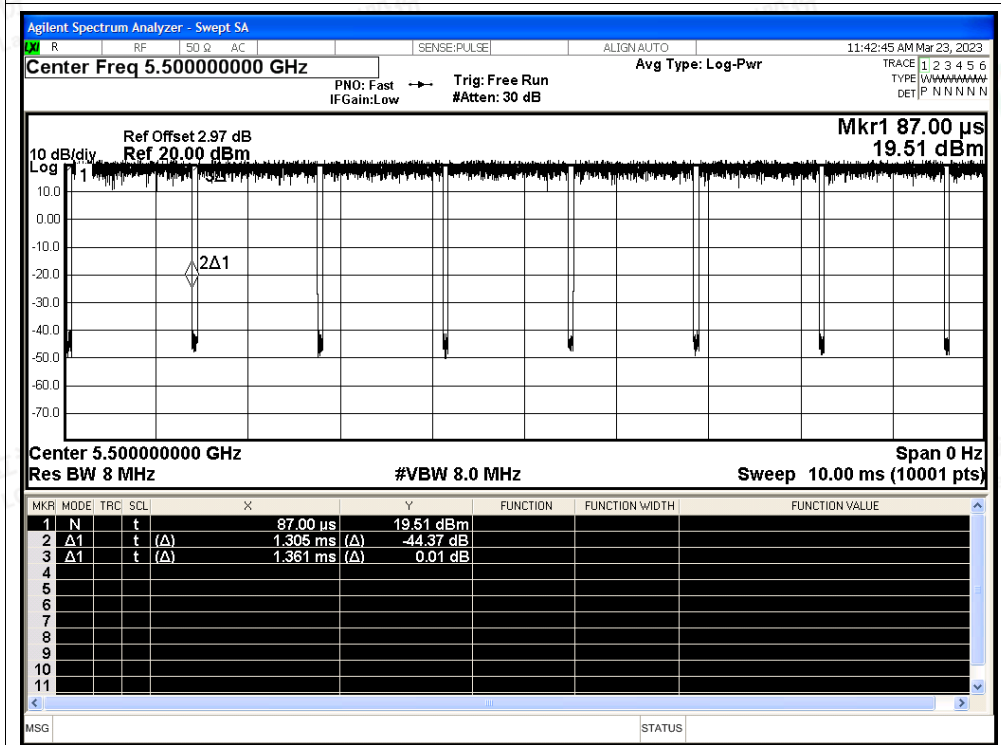 Agilent Spectrum Analyzer - Swept SA
LXI R RF 50 Ω AC SENSE:PULSE ALIGN AUTO 11:42:45 AM Mar 23, 2023
Center Freq 5.500000000 GHz Avg Type: Log-Pwr TRACE 1 2 3 4 5 6
PNO: Fast Trig: Free Run TYPE
IFGain:Low #Atten: 30 dB DET P N N N N N
Mkr1 87.00 µs
Ref Offset 2.97 dB
10 dB/div Ref 20.00 dBm 19.51 dBm
Log
1 3Δ1
10.0
0.00
-10.0
2Δ1
-20.0
-30.0
-40.0
-50.0
-60.0
-70.0
Center 5.500000000 GHz Span 0 Hz
Res BW 8 MHz #VBW 8.0 MHz Sweep 10.00 ms (10001 pts)
MKR MODE TRC SCL X Y FUNCTION FUNCTION WIDTH FUNCTION VALUE
1 N t 87.00 µs 19.51 dBm
2 Δ1 t (Δ) 1.305 ms (Δ) -44.37 dB
3 Δ1 t (Δ) 1.361 ms (Δ) 0.01 dB
4
5
6
7
8
9
10
11
MSG STATUS